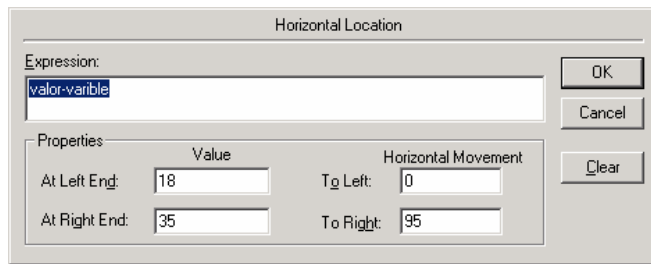 Horizontal Location
Expression:
valor-varible
OK
Cancel
Clear
Properties
Value
Horizontal Movement
At Left End:
18
To Left:
0
At Right End:
35
To Right:
95